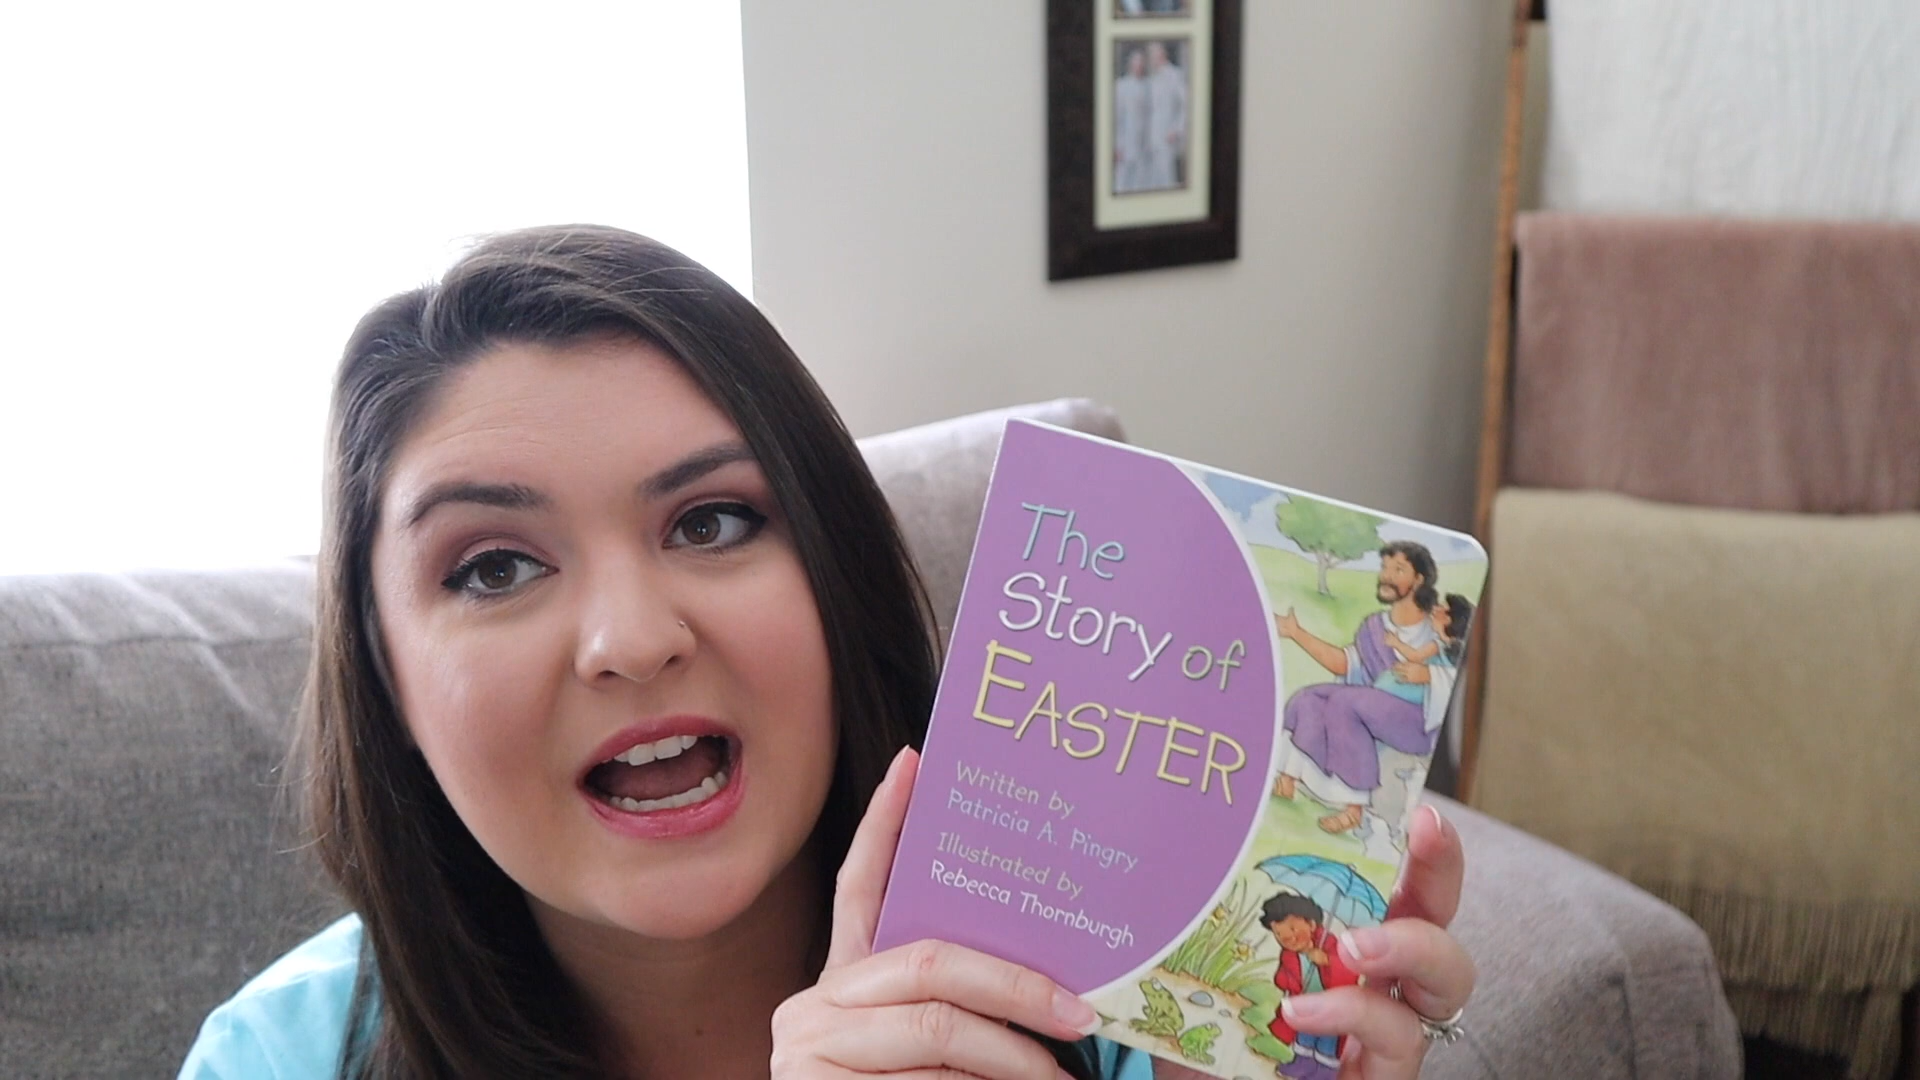 The
Story of
EASTER
Written by
Patricia A. Pingry
Illustrated by
Rebecca Thornburgh